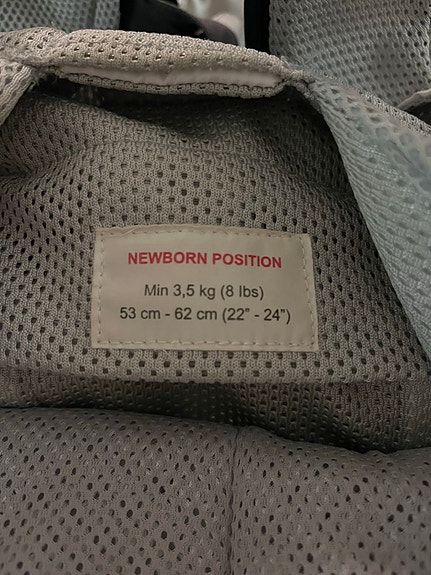 NEWBORN POSITION
Min 3,5 kg (8 lbs)
53 cm - 62 cm (22” - 24”)